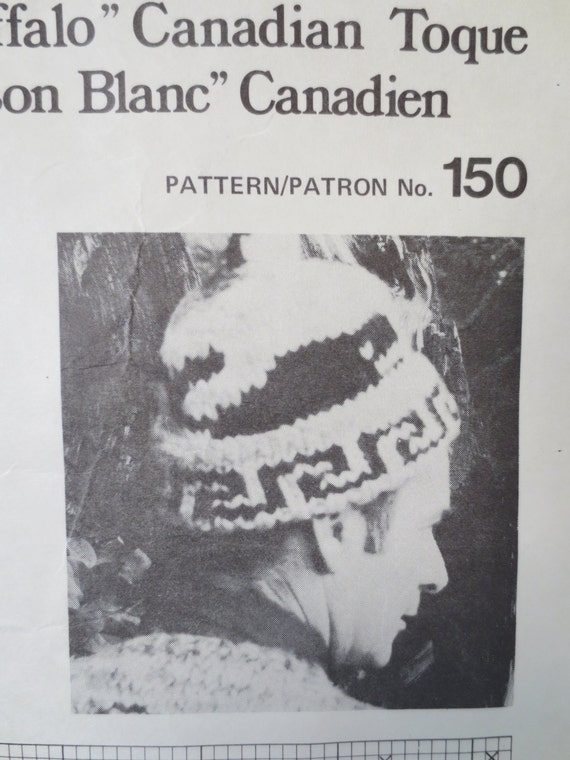 ffalo” Canadian Toque
on Blanc” Canadien
PATTERN/PATRON No. 150